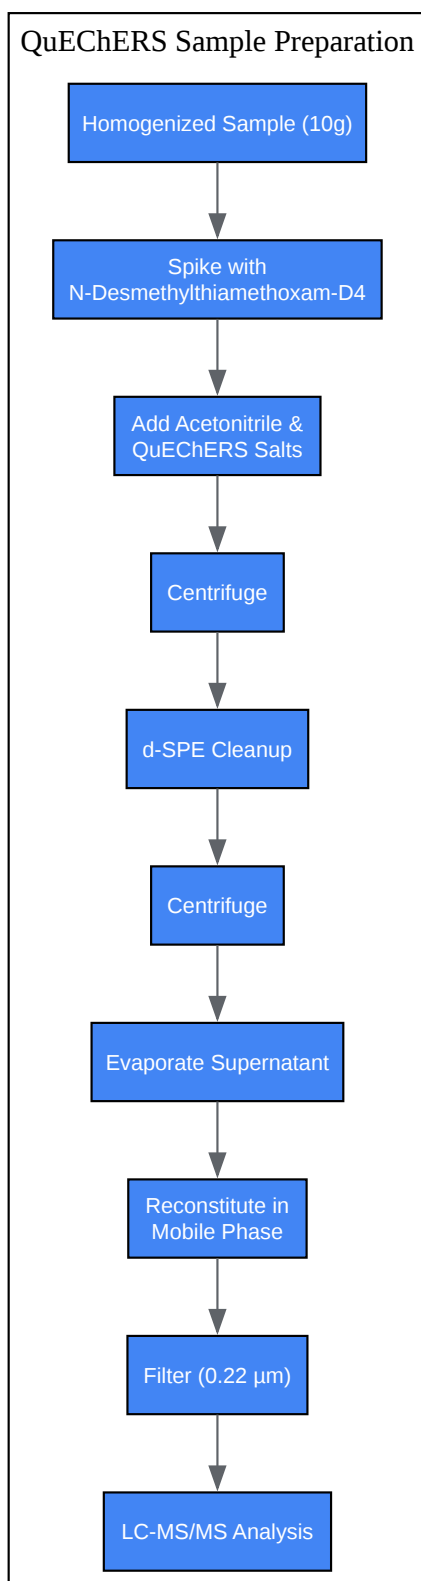 QuEChERS Sample Preparation
Homogenized Sample (10g)
Spike with
N-Desmethylthiamethoxam-D4
Add Acetonitrile &
QuEChERS Salts
Centrifuge
d-SPE Cleanup
Centrifuge
Evaporate Supernatant
Reconstitute in
Mobile Phase
Filter (0.22 µm)
LC-MS/MS Analysis